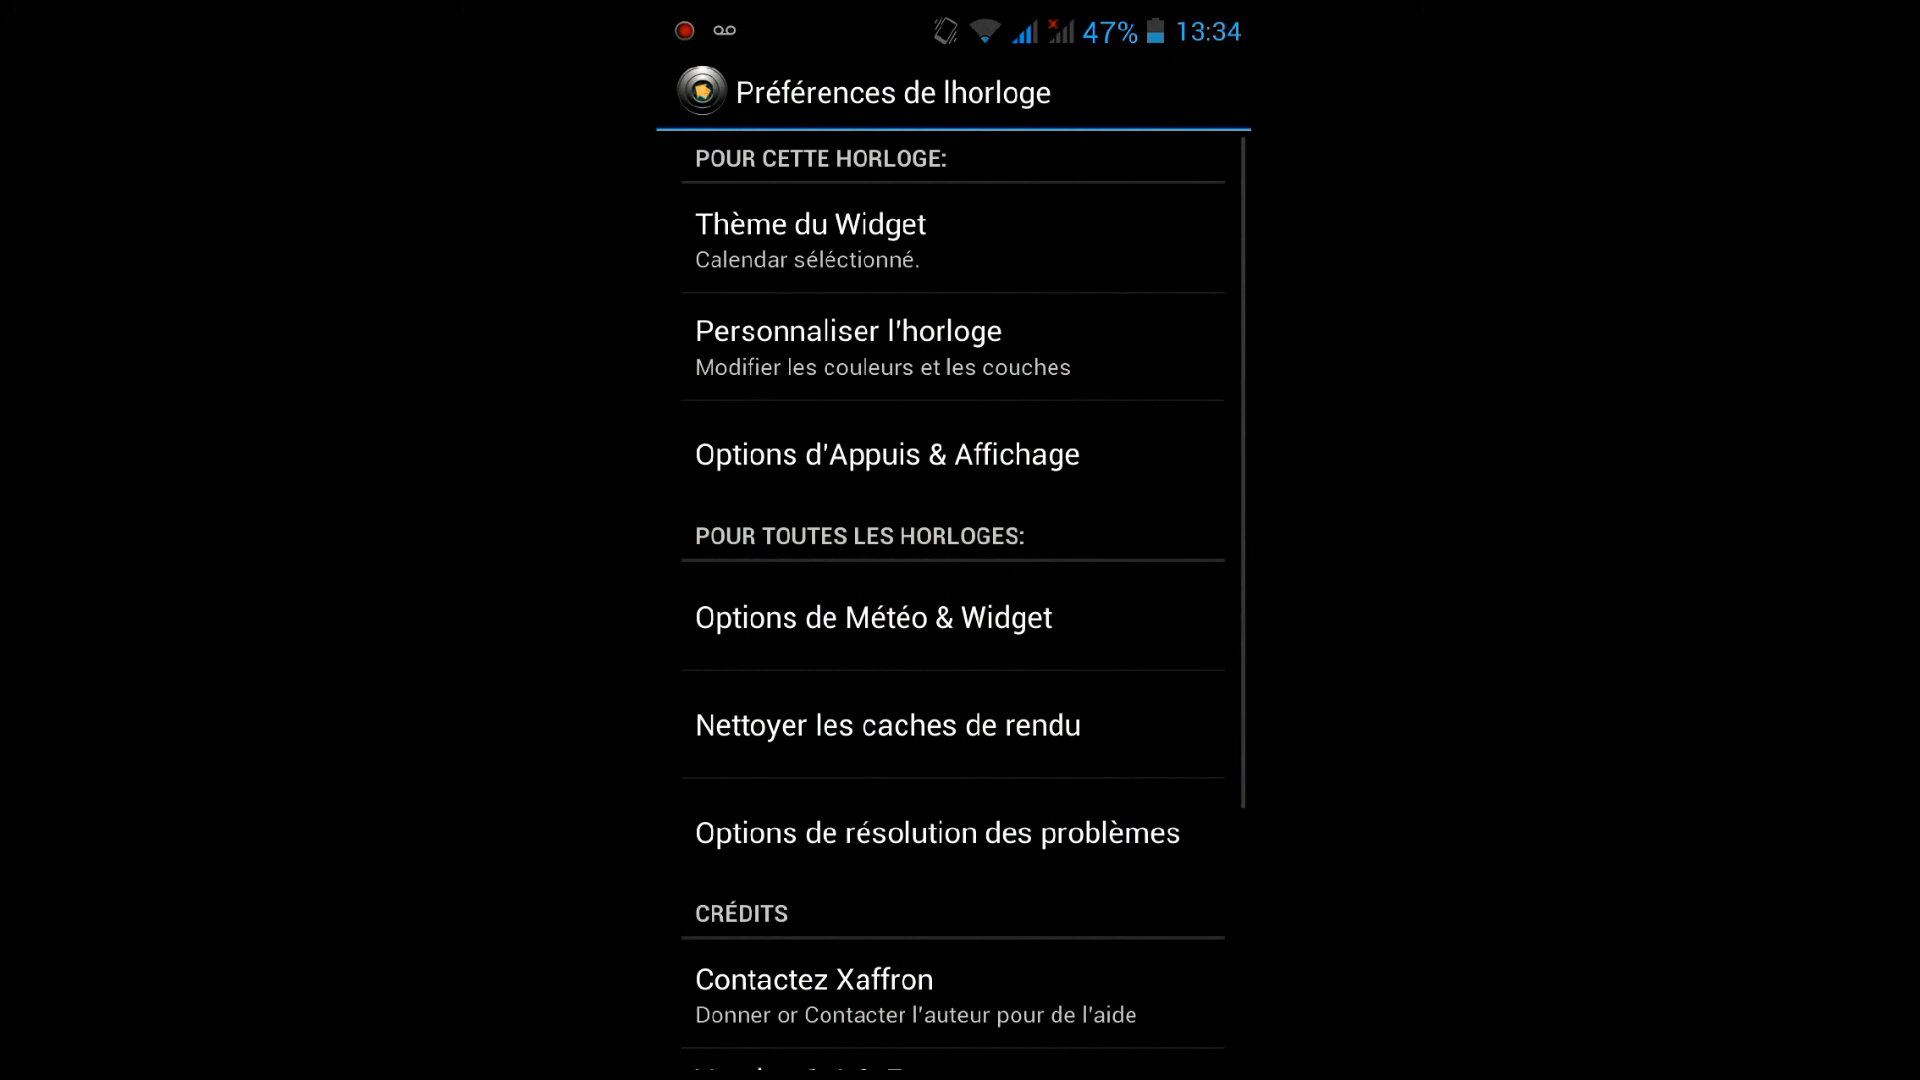 47% 13:34
Préférences de lhorloge
POUR CETTE HORLOGE:
Thème du Widget
Calendar séléctionné.
Personnaliser l'horloge
Modifier les couleurs et les couches
Options d'Appuis & Affichage
POUR TOUTES LES HORLOGES:
Options de Météo & Widget
Nettoyer les caches de rendu
Options de résolution des problèmes
CRÉDITS
Contactez Xaffron
Donner or Contacter l'auteur pour de l'aide